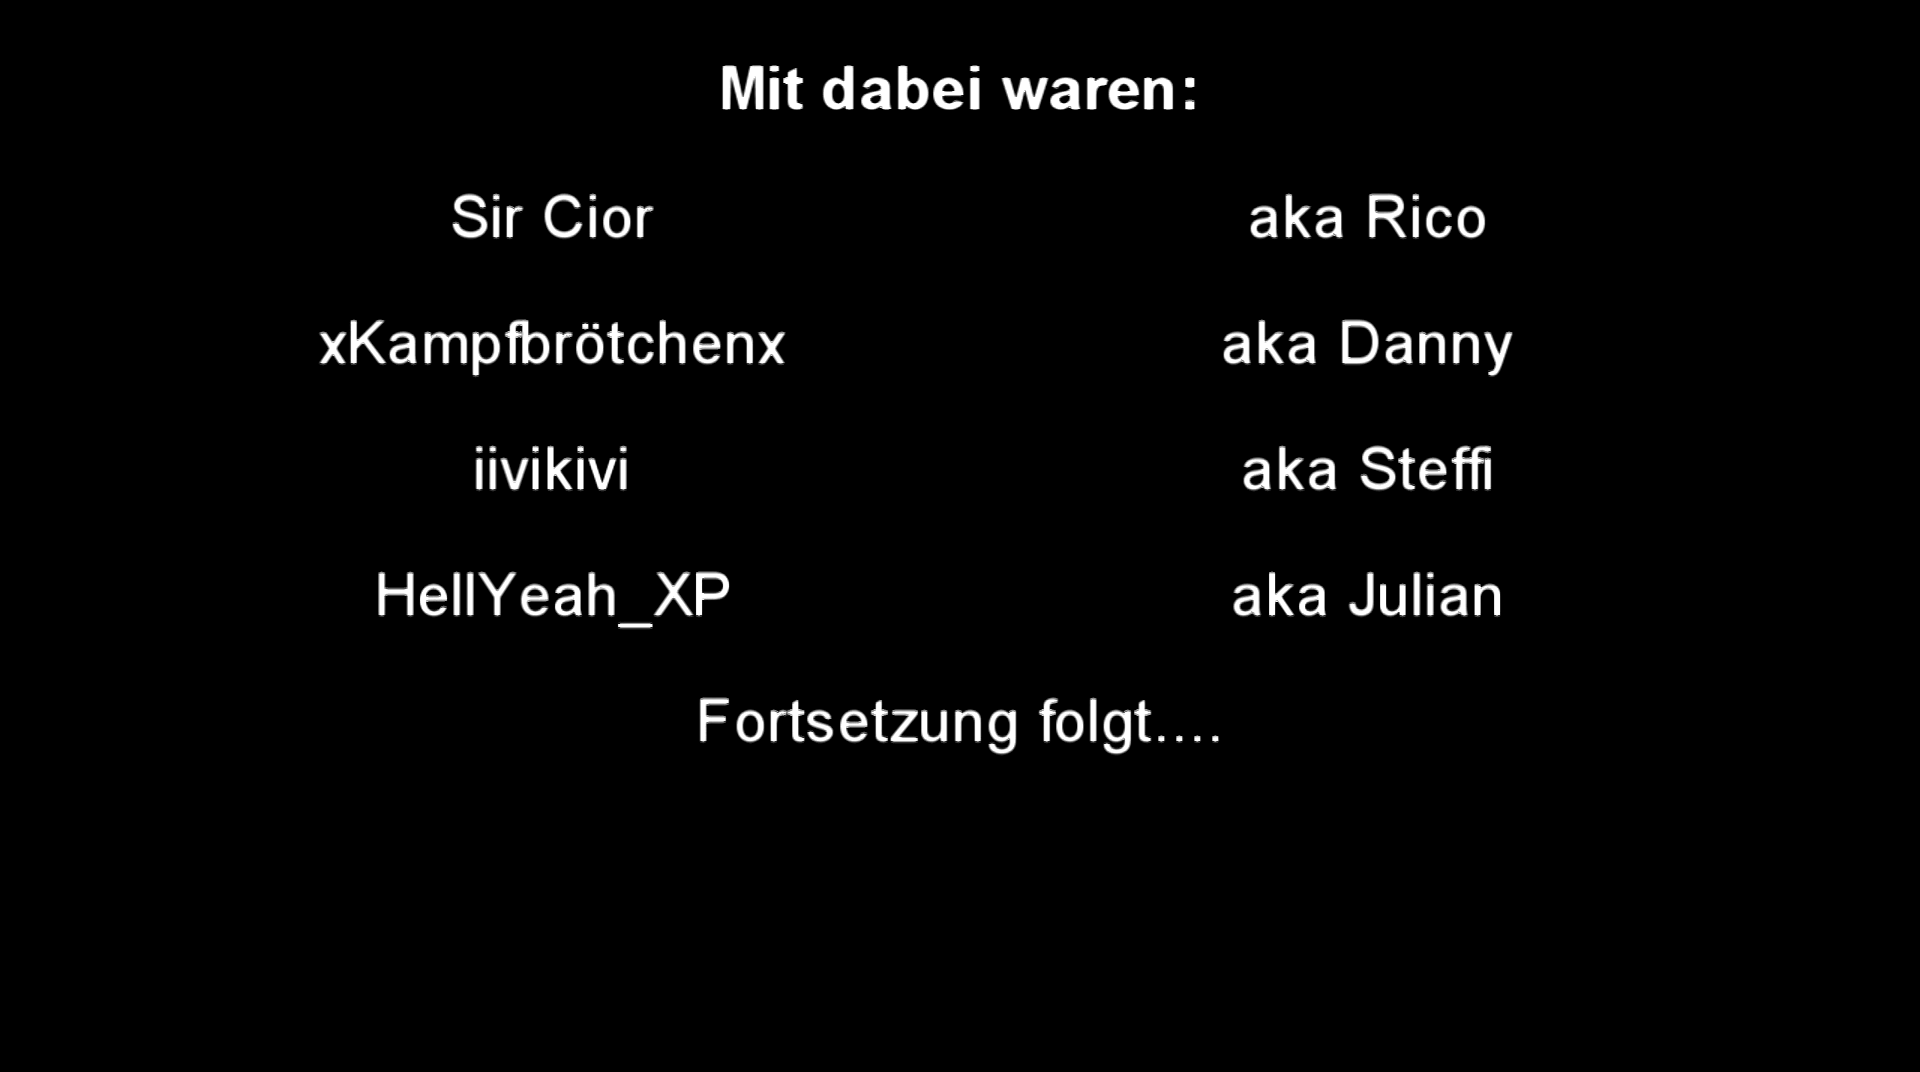 Mit dabei waren:
Sir Cior aka Rico
xKampfbrötchenx aka Danny
iivikivi aka Steffi
HellYeah_XP aka Julian
Fortsetzung folgt....